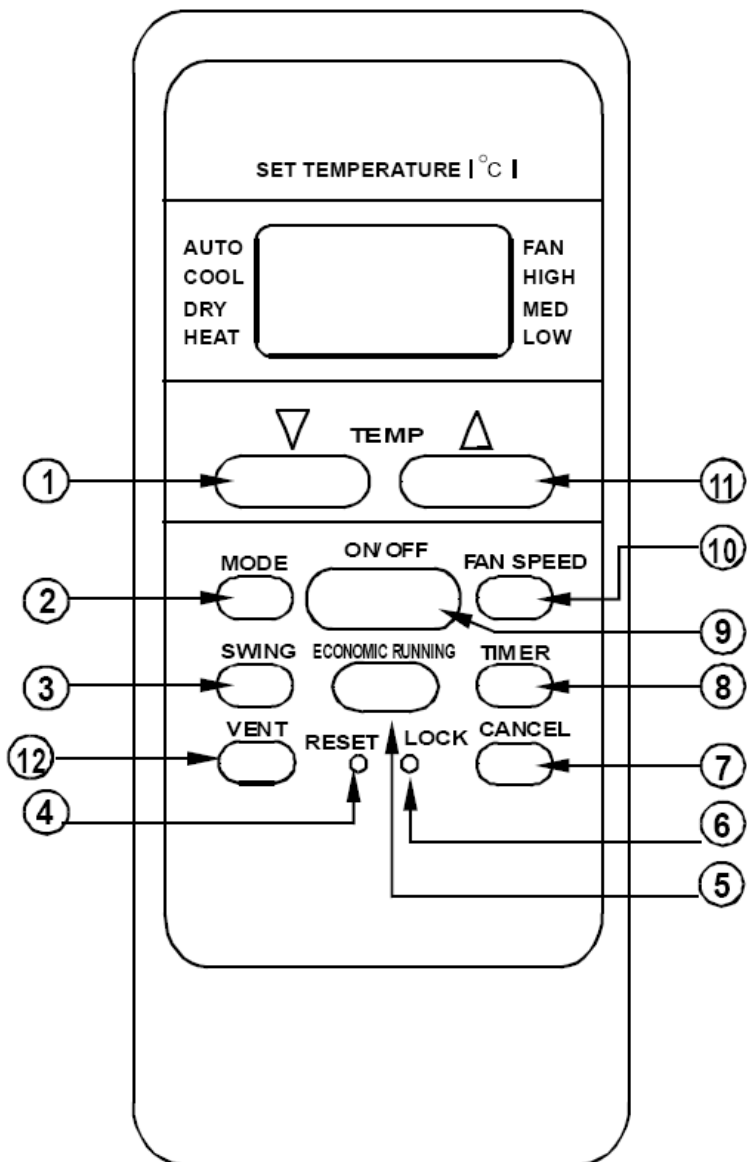 SET TEMPERATURE | °C |
AUTO FAN
COOL HIGH
DRY MED
HEAT LOW
▽ TEMP △
1 11
MODE ON/OFF FAN SPEED 10
2 9
SWING ECONOMIC RUNNING TIMER
3 8
VENT RESET LOCK CANCEL
12 7
4 6
5